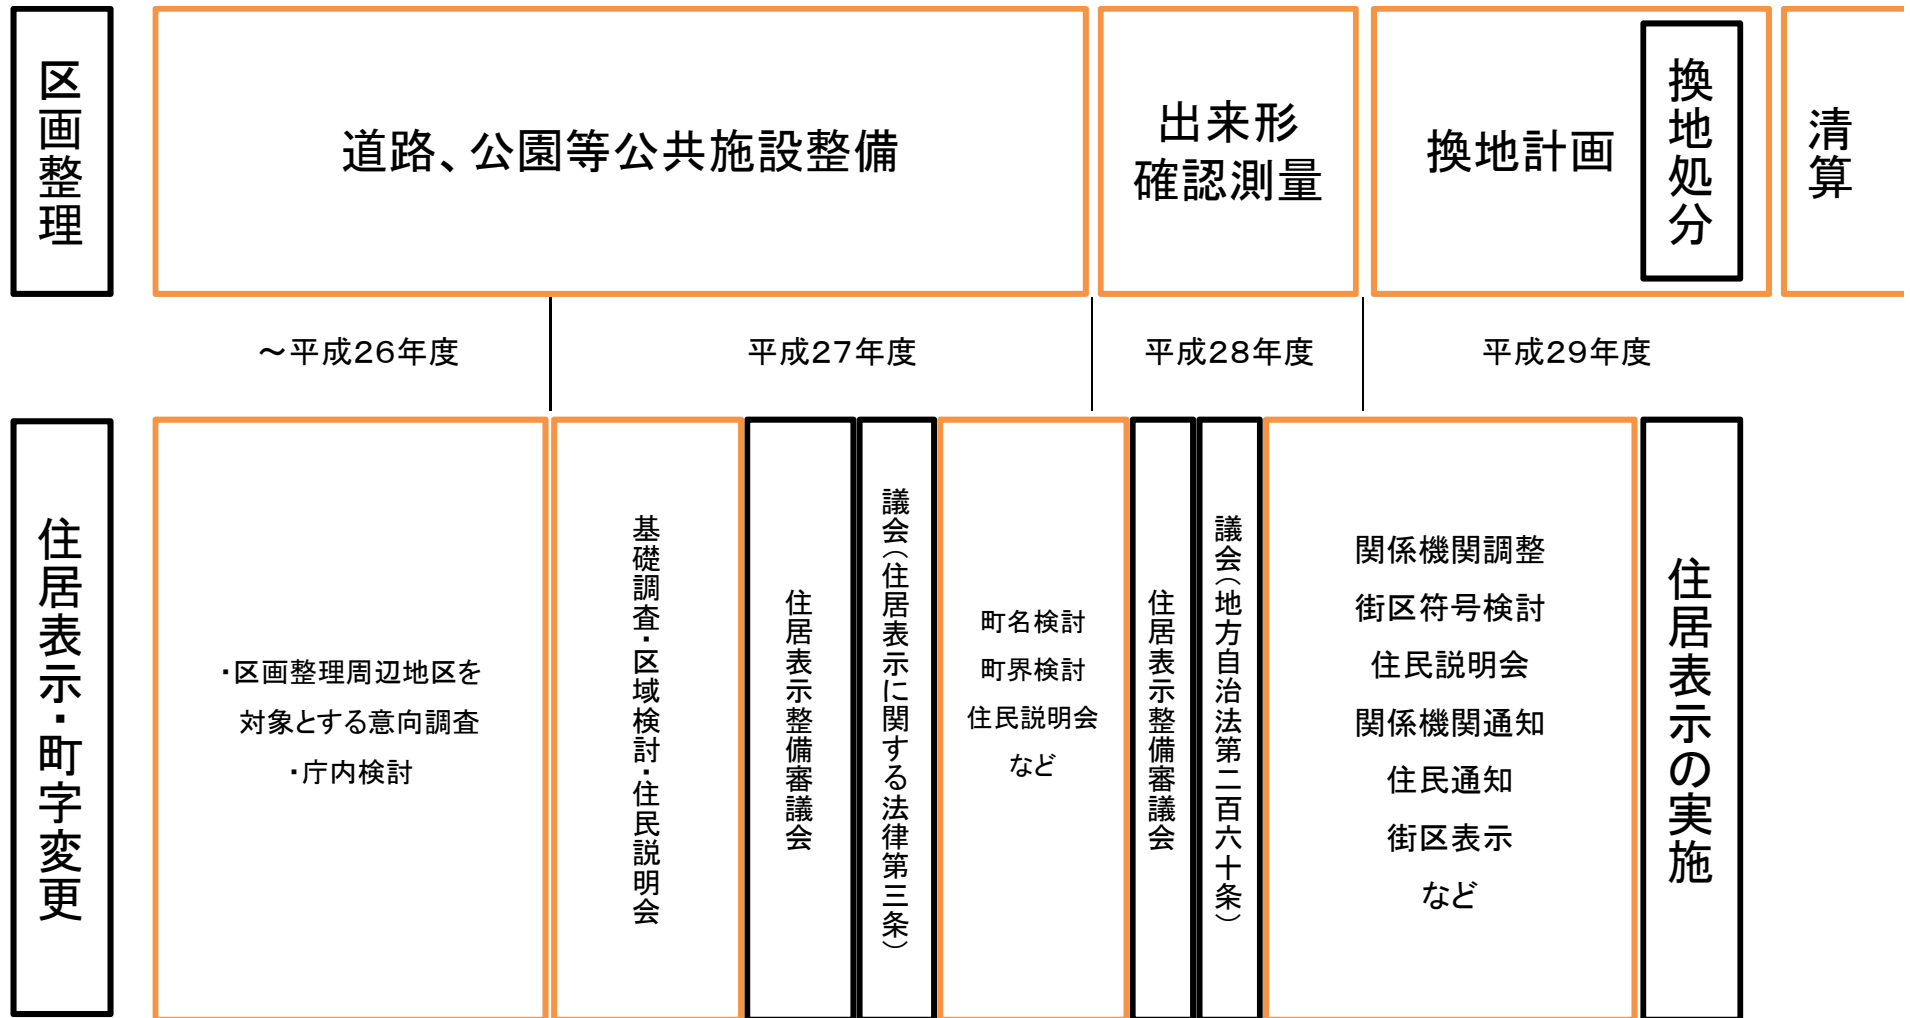 区画整理
道路、公園等公共施設整備
出来形
確認測量
換地計画
換地処分
清算
～平成26年度
平成27年度
平成28年度
平成29年度
住居表示・町字変更
・区画整理周辺地区を
対象とする意向調査
・庁内検討
基礎調査・区域検討・住民説明会
住居表示整備審議会
議会（住居表示に関する法律第三条）
町名検討
町界検討
住民説明会
など
住居表示整備審議会
議会（地方自治法第二百六十条）
関係機関調整
街区符号検討
住民説明会
関係機関通知
住民通知
街区表示
など
住居表示の実施